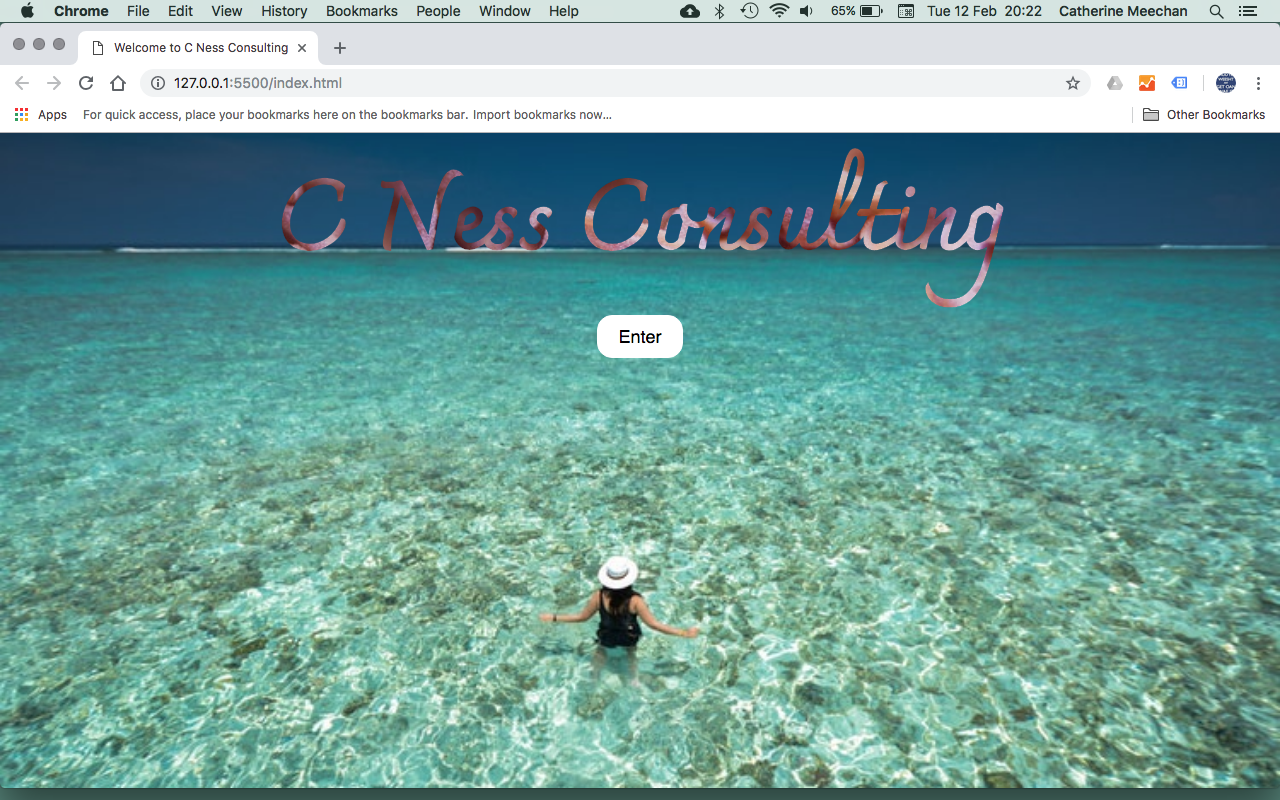 Chrome File Edit View History Bookmarks People Window Help 65% Tue 12 Feb 20:22 Catherine Meechan
Welcome to C Ness Consulting
127.0.0.1:5500/index.html
Apps For quick access, place your bookmarks here on the bookmarks bar. Import bookmarks now... Other Bookmarks
C Ness Consulting
Enter